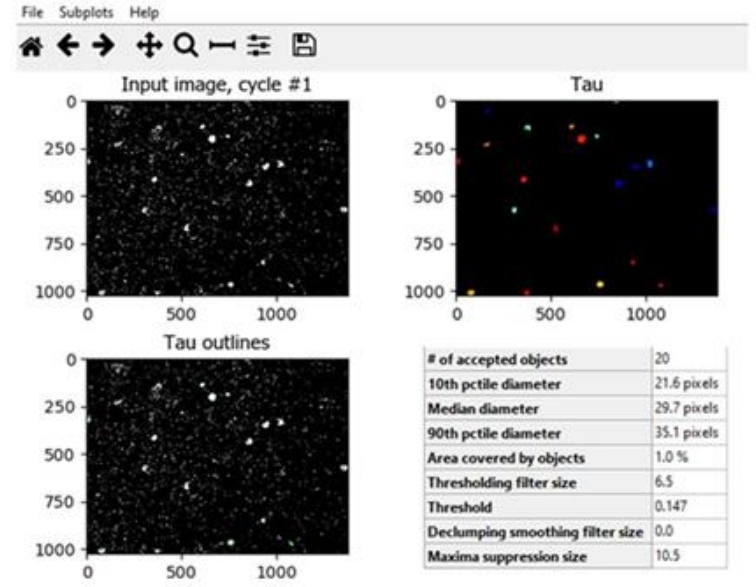 File Subplots Help
Input image, cycle #1
0
250
500
750
1000
0 500 1000
Tau
0
250
500
750
1000
0 500 1000
Tau outlines
0
250
500
750
1000
0 500 1000
# of accepted objects 20
10th pctile diameter 21.6 pixels
Median diameter 29.7 pixels
90th pctile diameter 35.1 pixels
Area covered by objects 1.0 %
Thresholding filter size 6.5
Threshold 0.147
Declumping smoothing filter size 0.0
Maxima suppression size 10.5